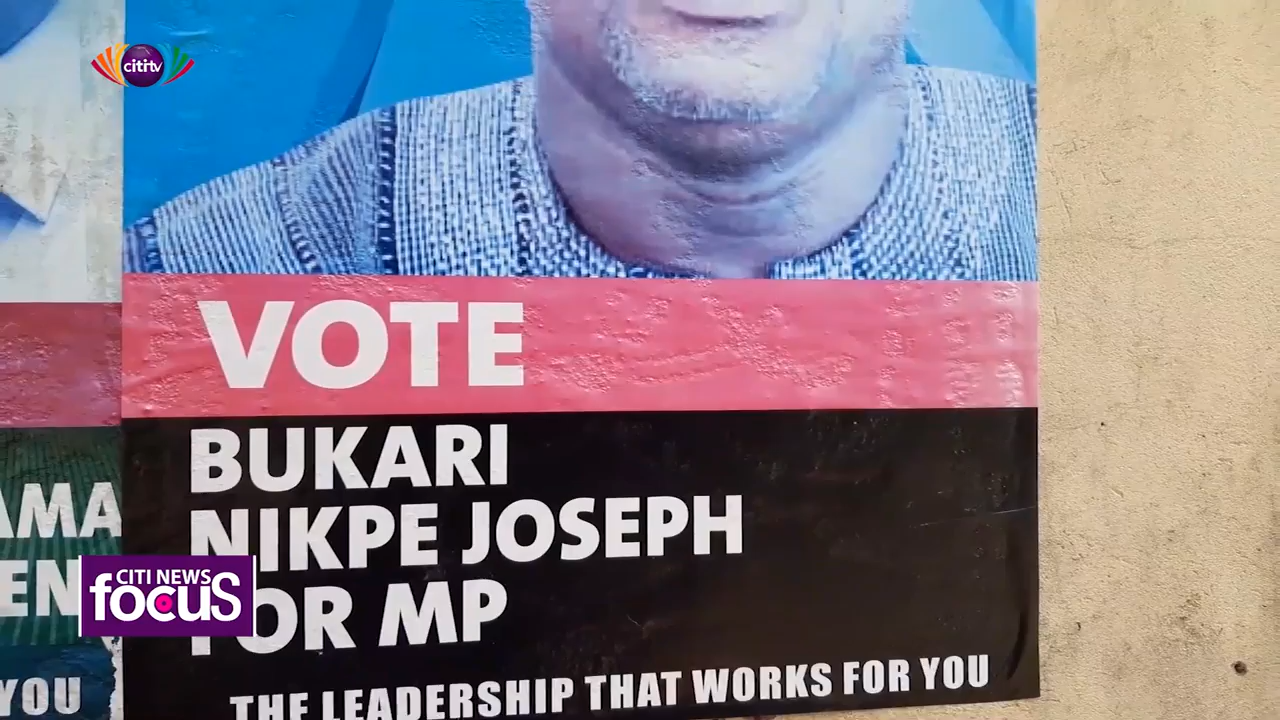 citi tv
VOTE
BUKARI
NIKPE JOSEPH
FOR MP
THE LEADERSHIP THAT WORKS FOR YOU
AMA
EN
YOU
CITI NEWS
focus